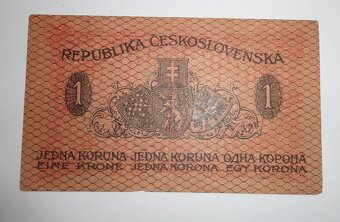 REPUBLIKA ČESKOSLOVENSKÁ
1 1
JEDNA KORUNA JEDNA KORUNA ОДНА КОРОНА
EINE KRONE JEDNA KORONA EGY KORONA